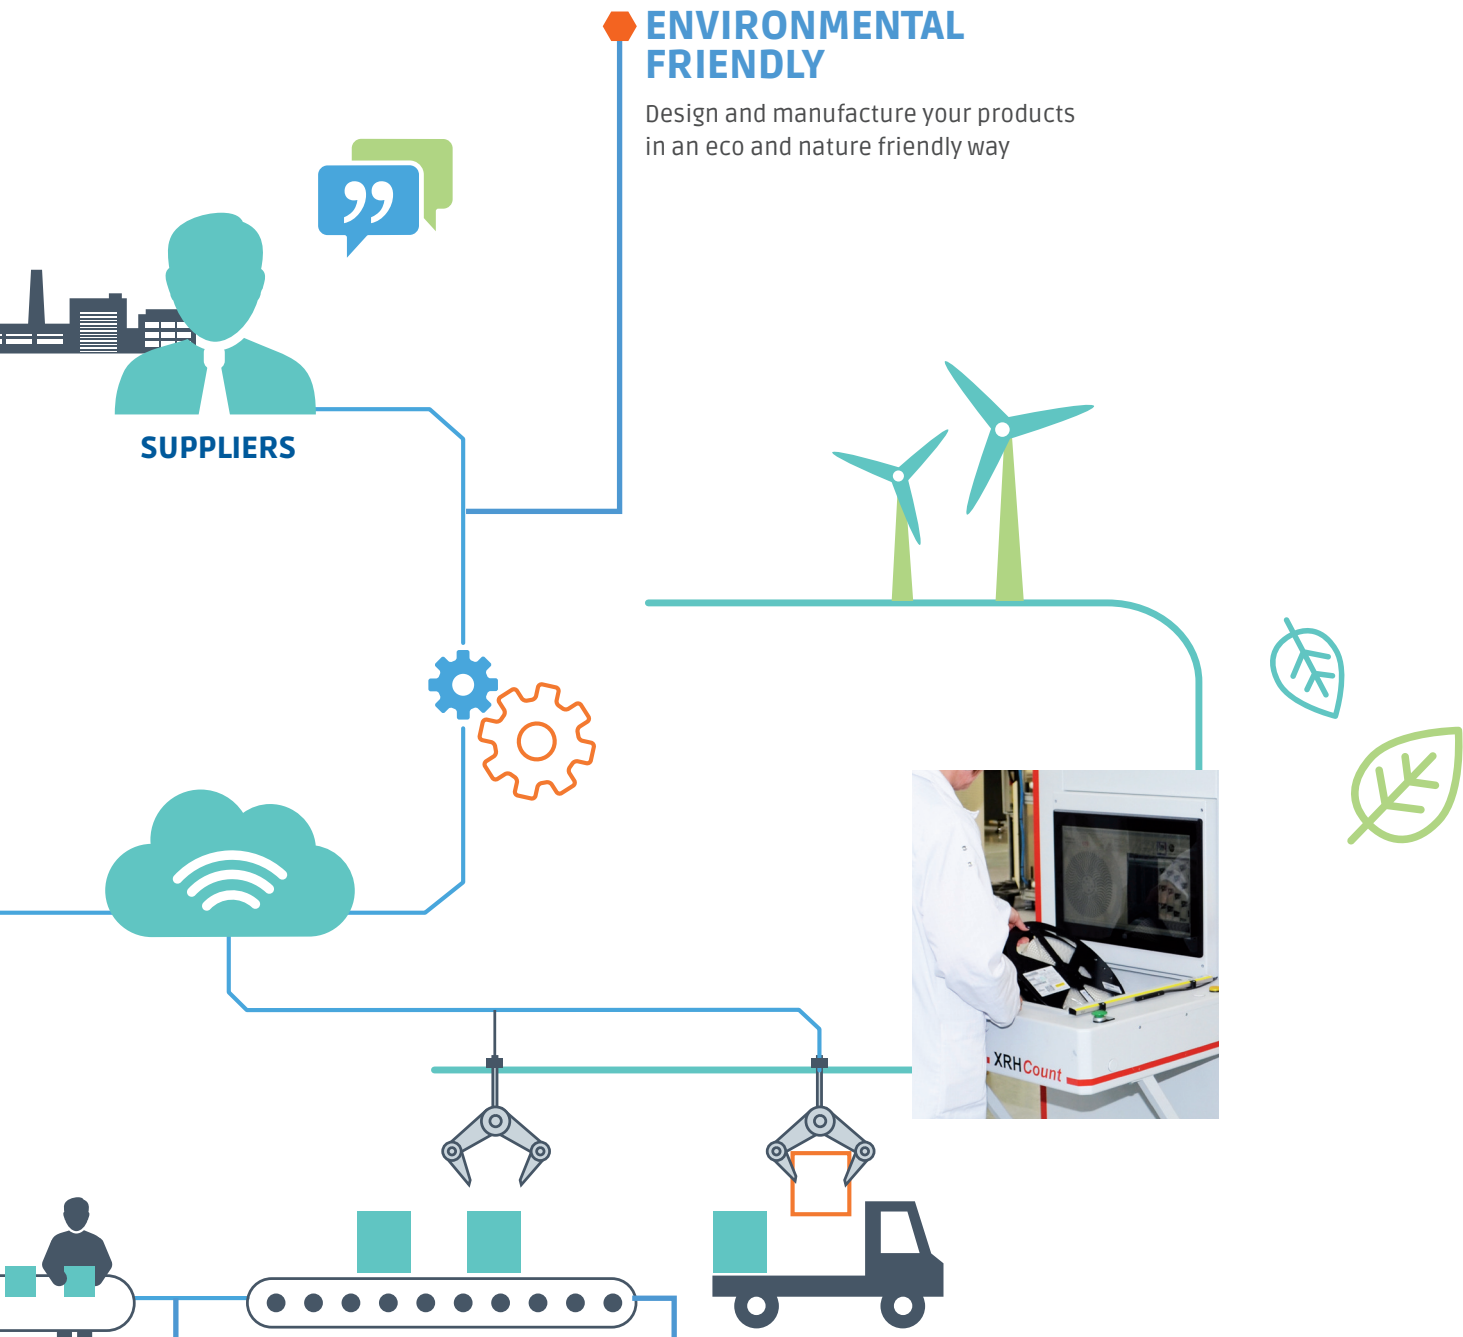 ENVIRONMENTAL
FRIENDLY
Design and manufacture your products
in an eco and nature friendly way
SUPPLIERS
XRHCount